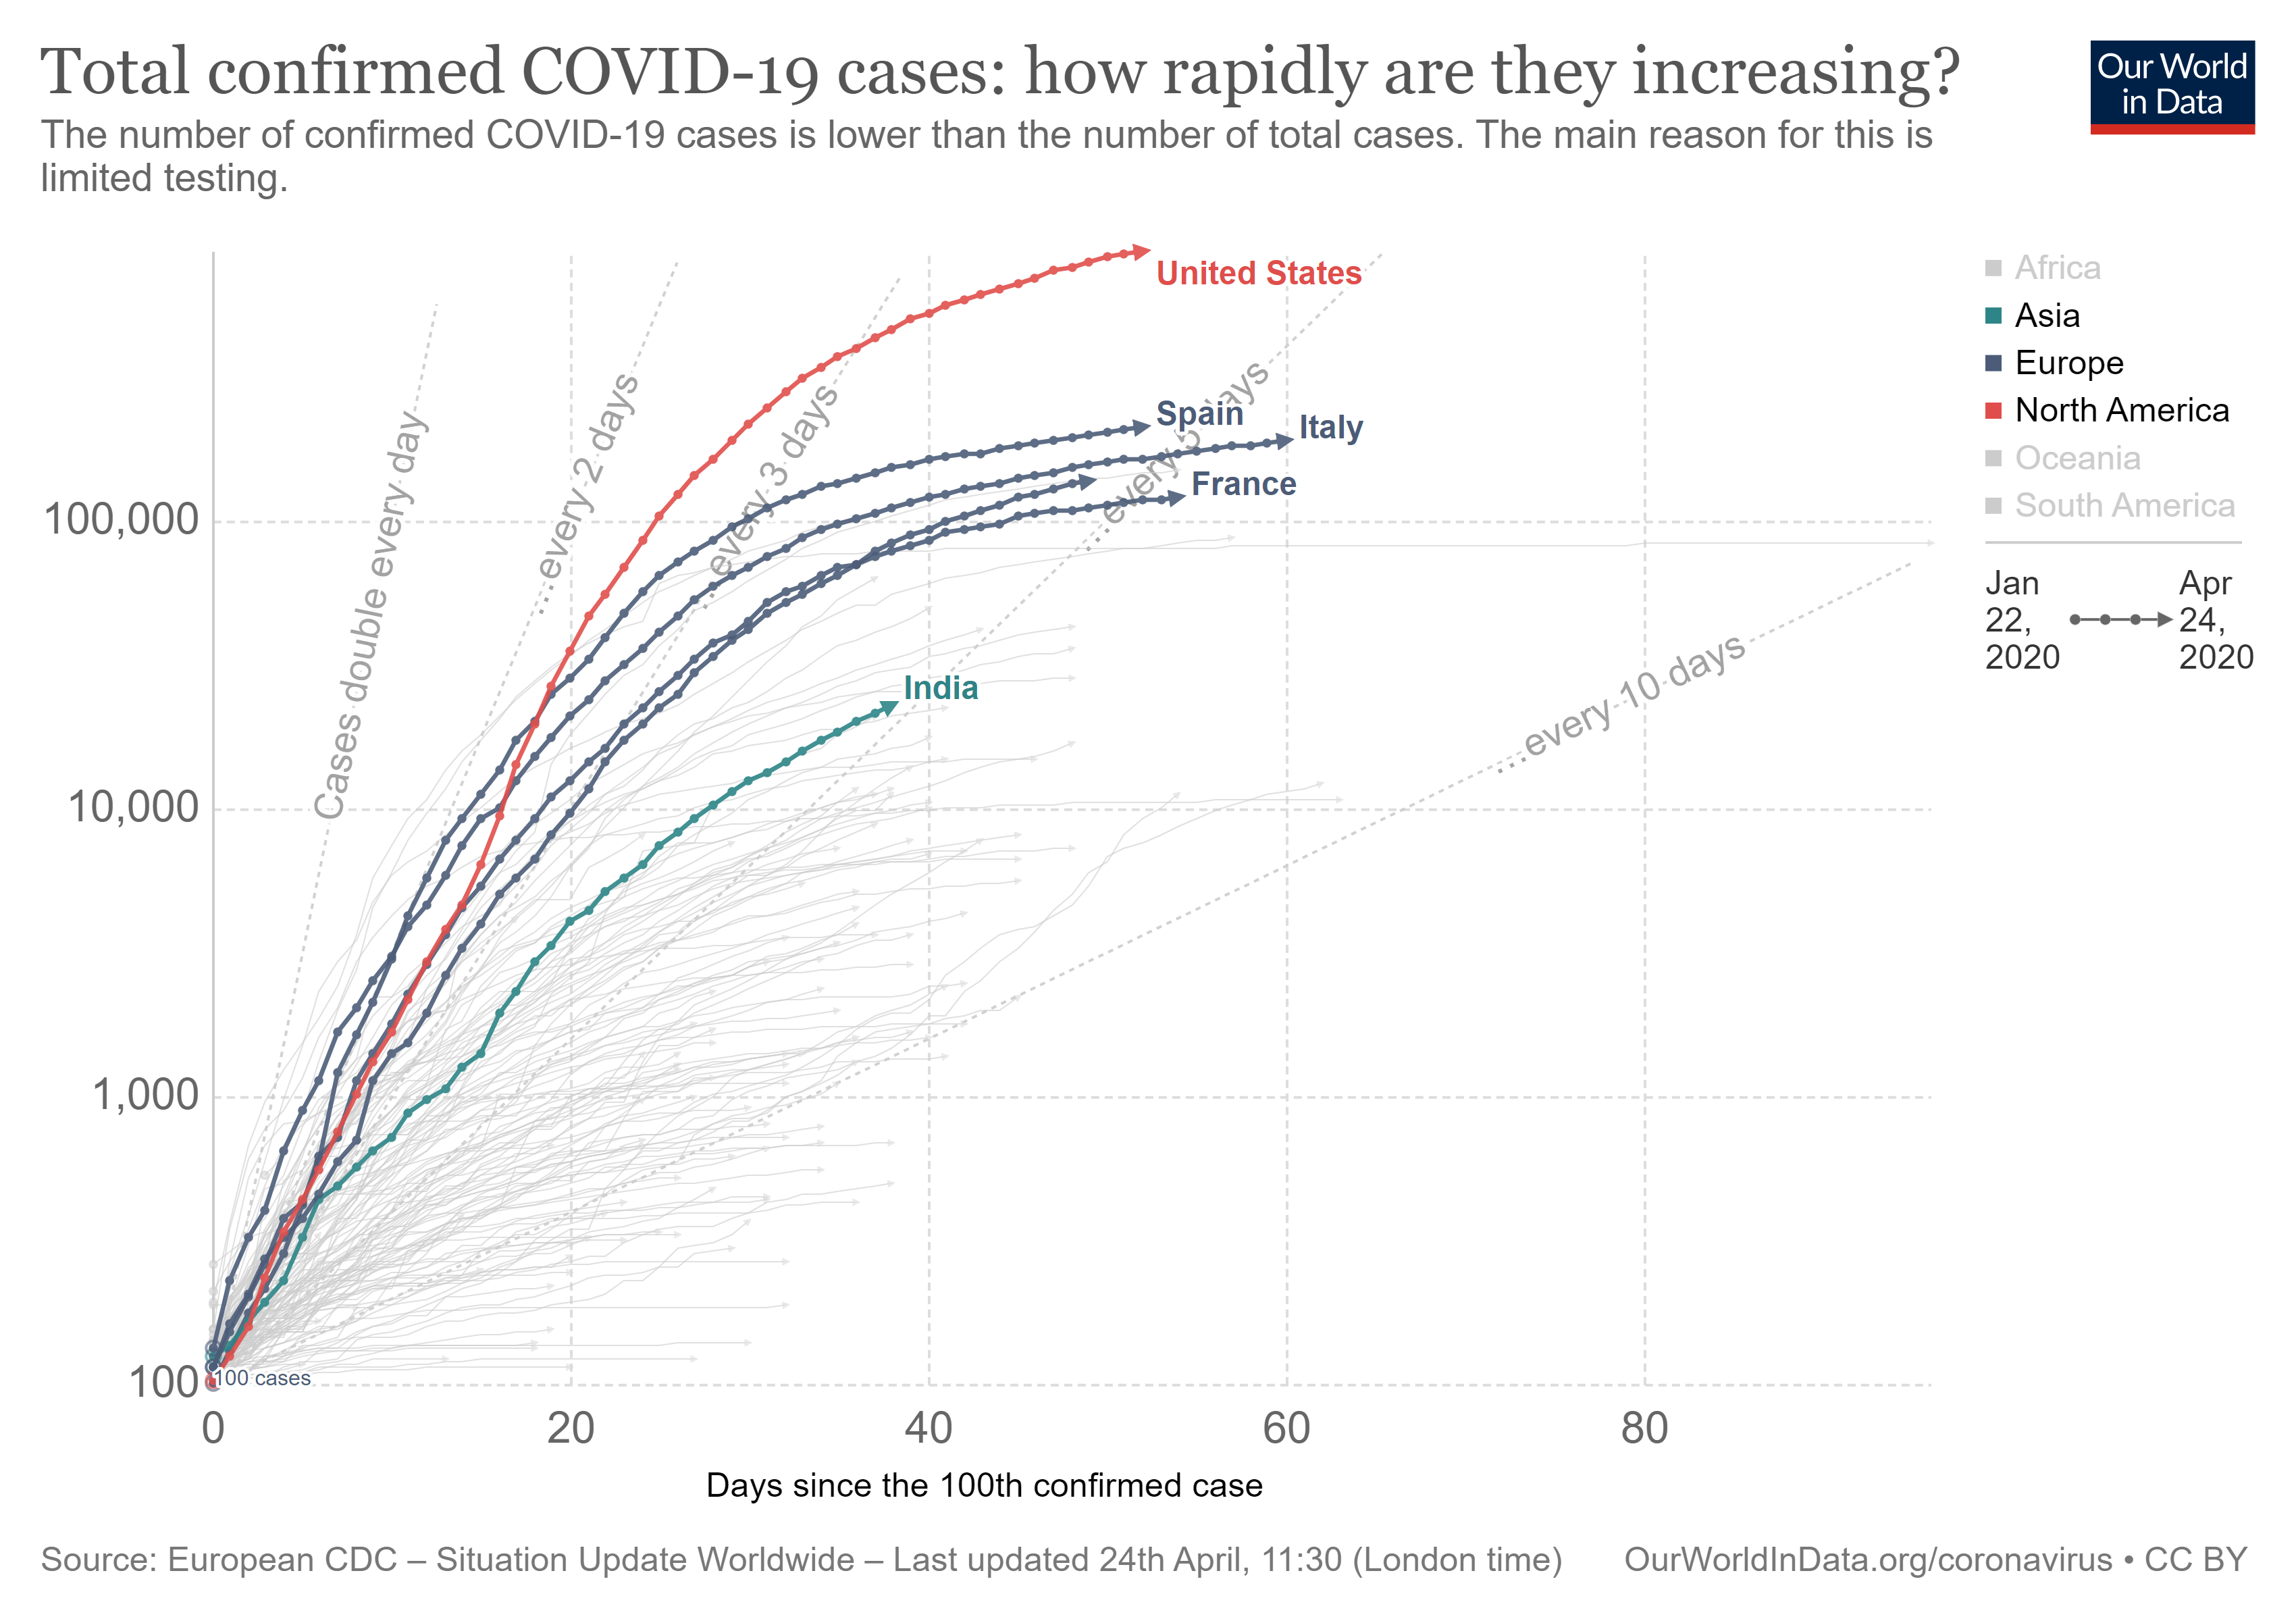 Total confirmed COVID-19 cases: how rapidly are they increasing?
The number of confirmed COVID-19 cases is lower than the number of total cases. The main reason for this is
limited testing.
Our World
in Data
United States
Spain
Italy
France
India
Cases double every day
... every 2 days
... every 3 days
... every 5 days
... every 10 days
100,000
10,000
1,000
100
100 cases
0
20
40
60
80
Days since the 100th confirmed case
Africa
Asia
Europe
North America
Oceania
South America
Jan
22,
2020
Apr
24,
2020
Source: European CDC – Situation Update Worldwide – Last updated 24th April, 11:30 (London time)
OurWorldInData.org/coronavirus • CC BY